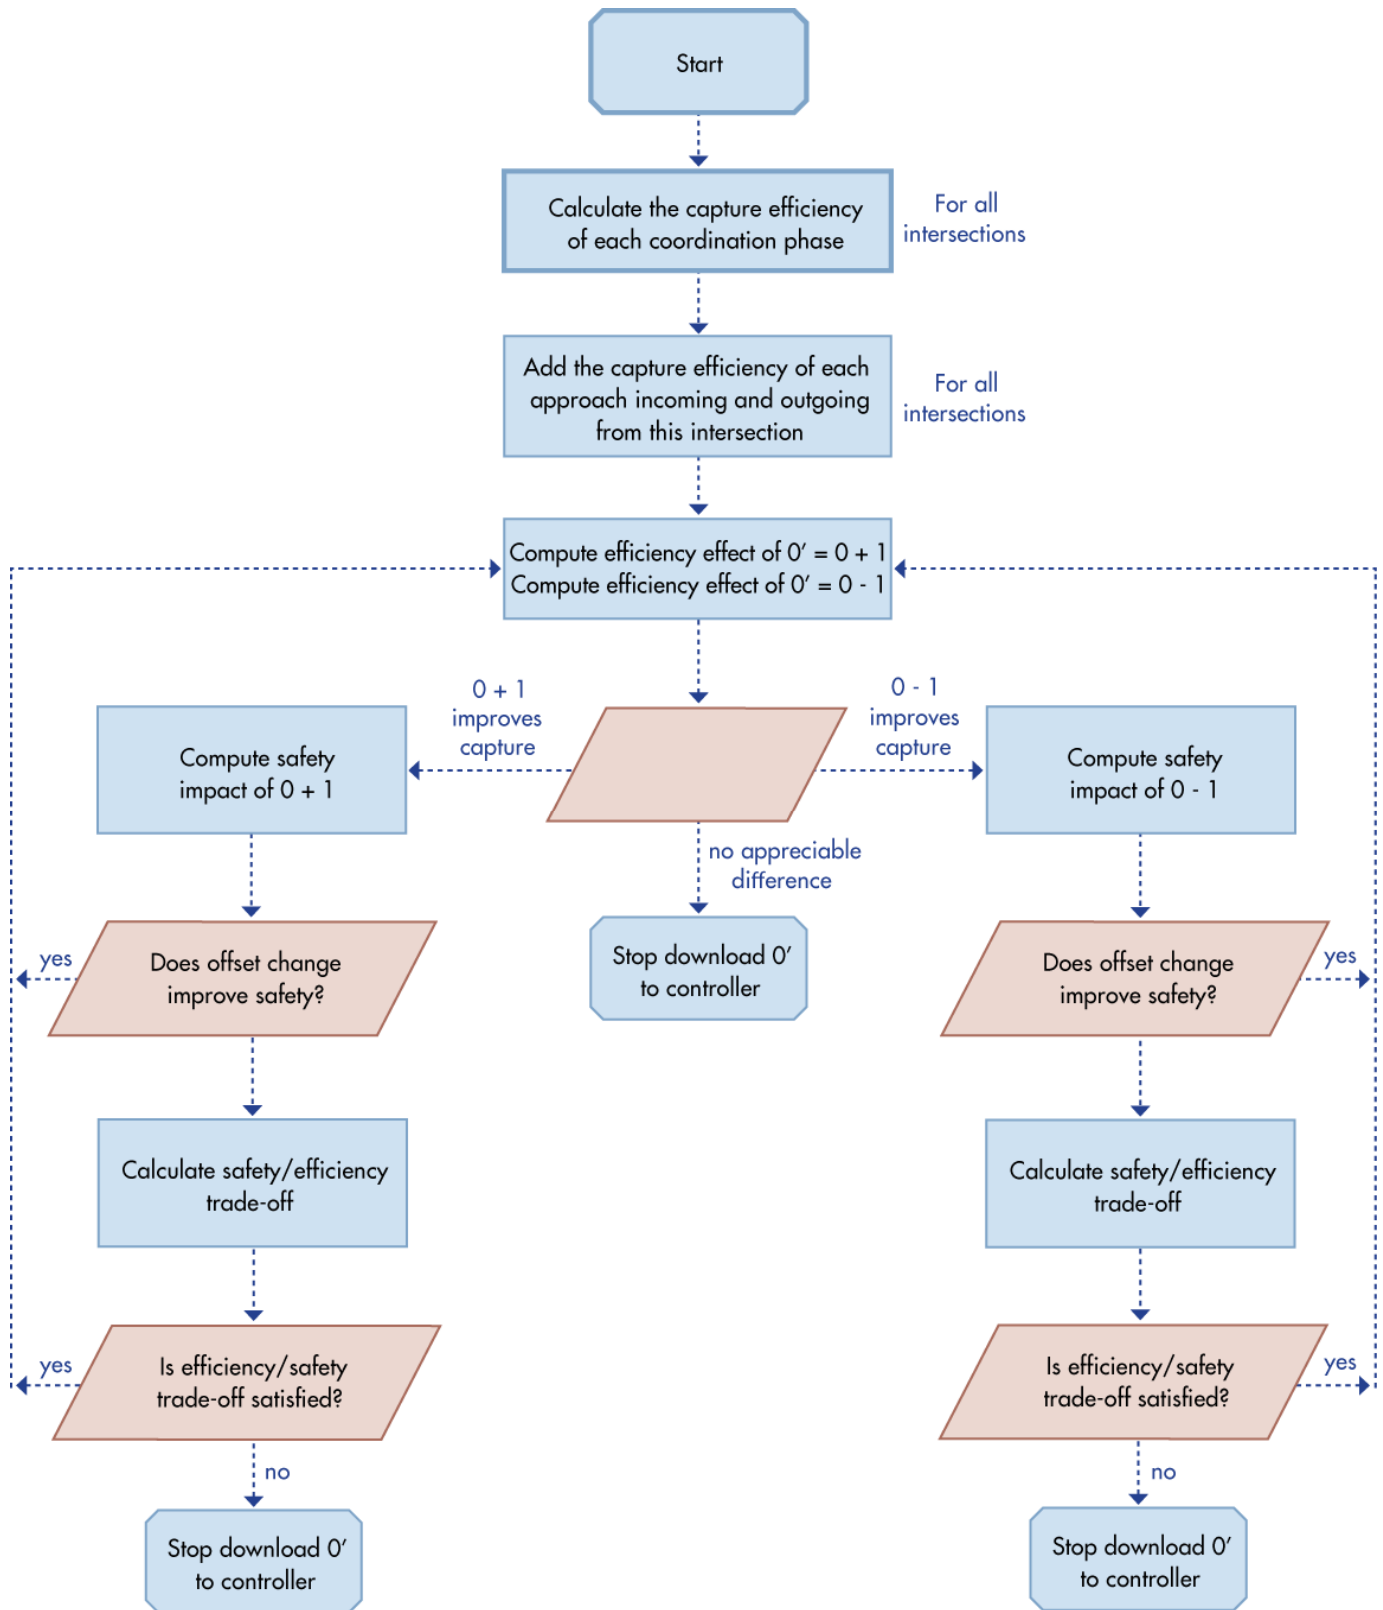 Start
Calculate the capture efficiency
of each coordination phase
For all
intersections
Add the capture efficiency of each
approach incoming and outgoing
from this intersection
For all
intersections
Compute efficiency effect of 0′ = 0 + 1
Compute efficiency effect of 0′ = 0 - 1
0 + 1
improves
capture
0 - 1
improves
capture
Compute safety
impact of 0 + 1
Compute safety
impact of 0 - 1
no appreciable
difference
Stop download 0′
to controller
yes
Does offset change
improve safety?
Does offset change
improve safety?
yes
Calculate safety/efficiency
trade-off
Calculate safety/efficiency
trade-off
yes
Is efficiency/safety
trade-off satisfied?
Is efficiency/safety
trade-off satisfied?
yes
no
no
Stop download 0′
to controller
Stop download 0′
to controller